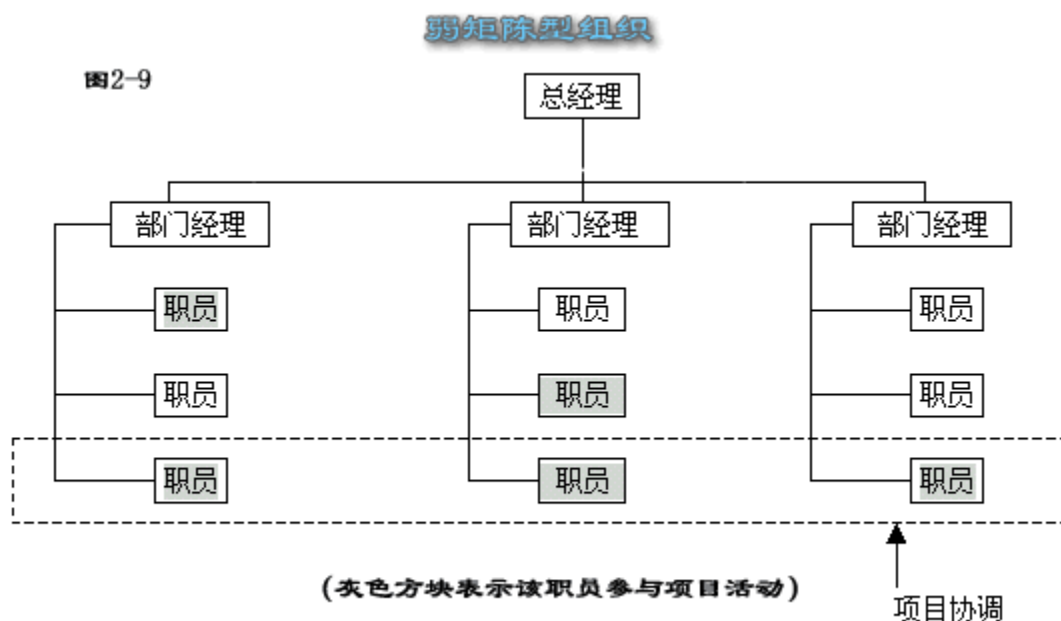 弱矩陈型组织
图2-9
总经理
部门经理 部门经理 部门经理
职员 职员 职员
职员 职员 职员
职员 职员 职员
(灰色方块表示该职员参与项目活动)
项目协调